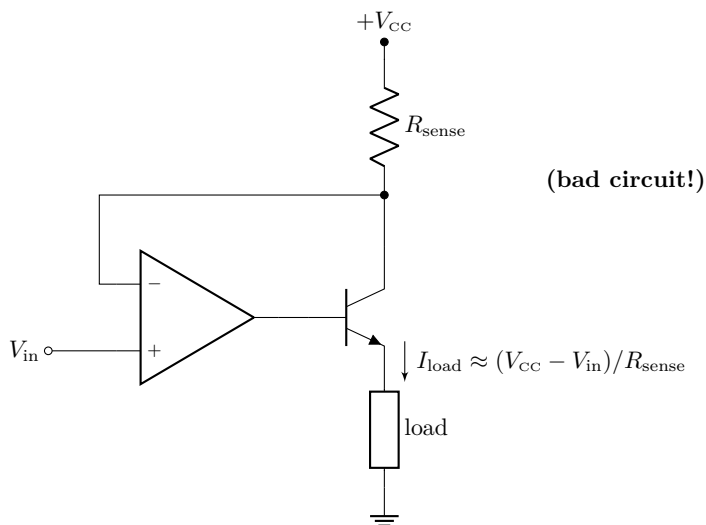 +V_CC
R_sense
(bad circuit!)
−
V_in
+
I_load ≈ (V_CC − V_in)/R_sense
load